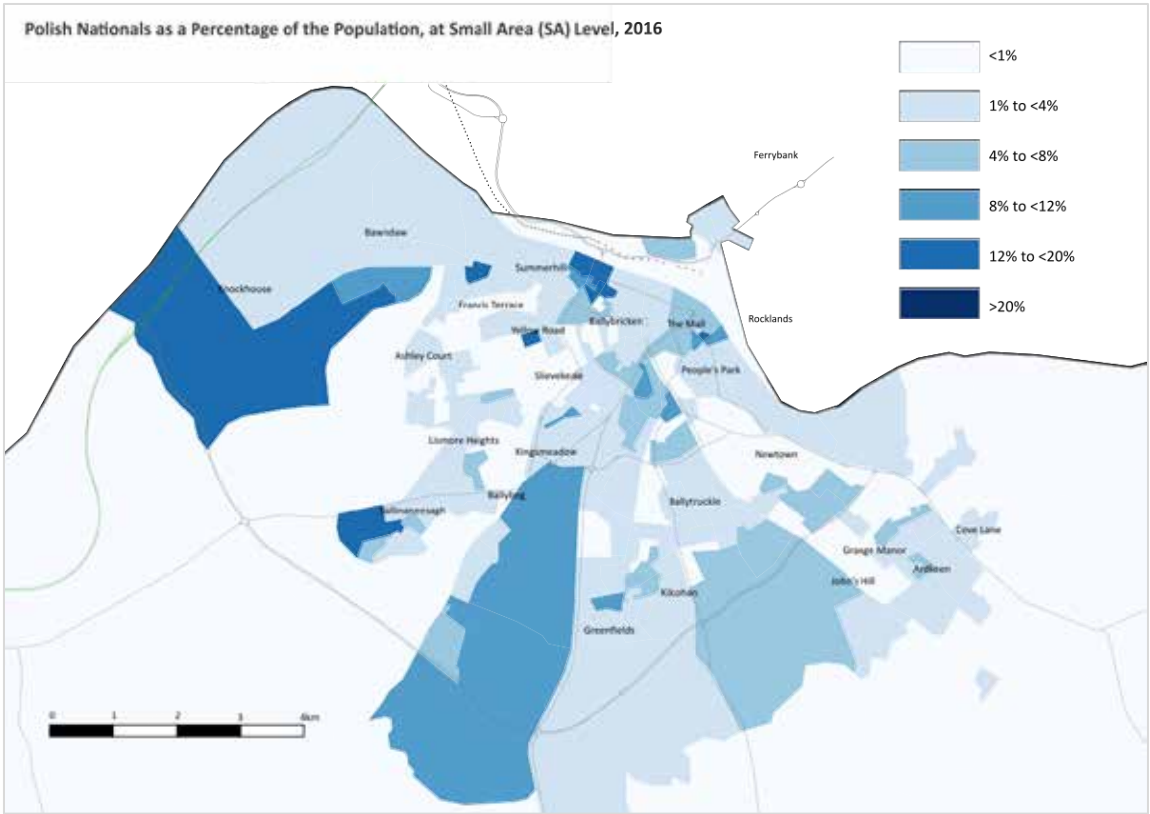 Polish Nationals as a Percentage of the Population, at Small Area (SA) Level, 2016
<1%
1% to <4%
4% to <8%
8% to <12%
12% to <20%
>20%
Ferrybank
Bawndaw
Summerhill
Knockhouse
Francis Terrace
Rocklands
Ballybricken
The Mall
Yellow Road
Ashley Court
People's Park
Slievekeale
Lismore Heights
Kingsmeadow
Newtown
Ballyling
Ballytruckle
Cove Lane
Grange Manor
Ardkeen
John's Hill
Kilcohan
Greenfields
0 1 2 3 4km